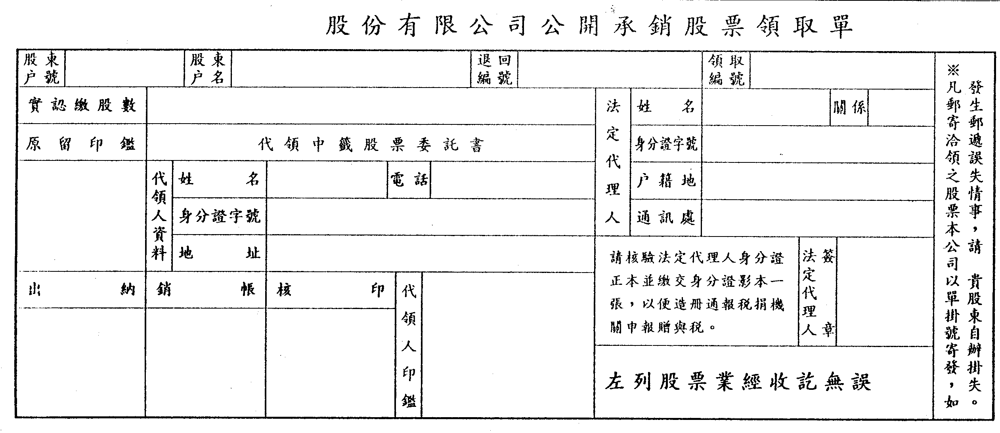 股份有限公司公開承銷股票領取單
股東戶號
股東戶名
退回編號
領取編號
實認繳股數
原留印鑑
代領中籤股票委託書
代領人資料
姓名
電話
身分證字號
地址
出納
銷帳
核印
代領人印鑑
法定代理人
姓名
關係
身分證字號
戶籍地
通訊處
請核驗法定代理人身分證
正本並繳交身分證影本一
張，以便造冊通報稅捐機
關申報贈與稅。
法定代理人
簽章
左列股票業經收訖無誤
※凡郵寄洽領之股票本公司以單掛號寄發，如
發生郵遞誤失情事，請　貴股東自辦掛失。